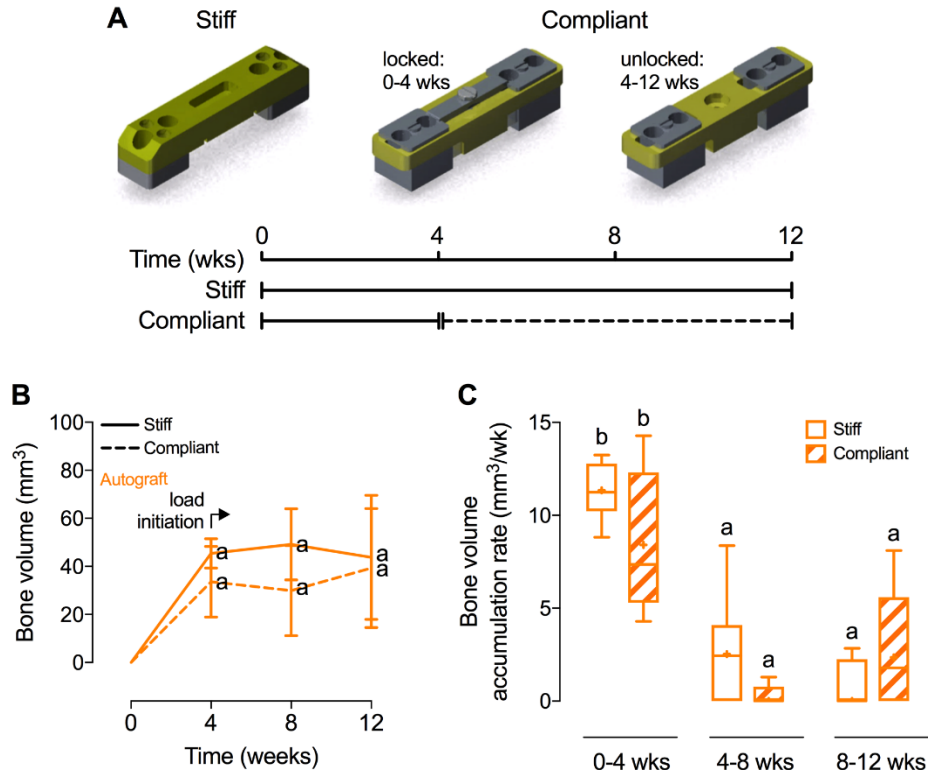 A
Stiff
Compliant
locked:
0-4 wks
unlocked:
4-12 wks
0 4 8 12
Time (wks)
Stiff
Compliant
B
Bone volume (mm³)
100
80
60
40
20
0
Stiff
Compliant
Autograft
load
initiation
a
a
a
a
a
a
0 4 8 12
Time (weeks)
C
Bone volume
accumulation rate (mm³/wk)
15
10
5
0
Stiff
Compliant
b b
a a
a a
0-4 wks 4-8 wks 8-12 wks